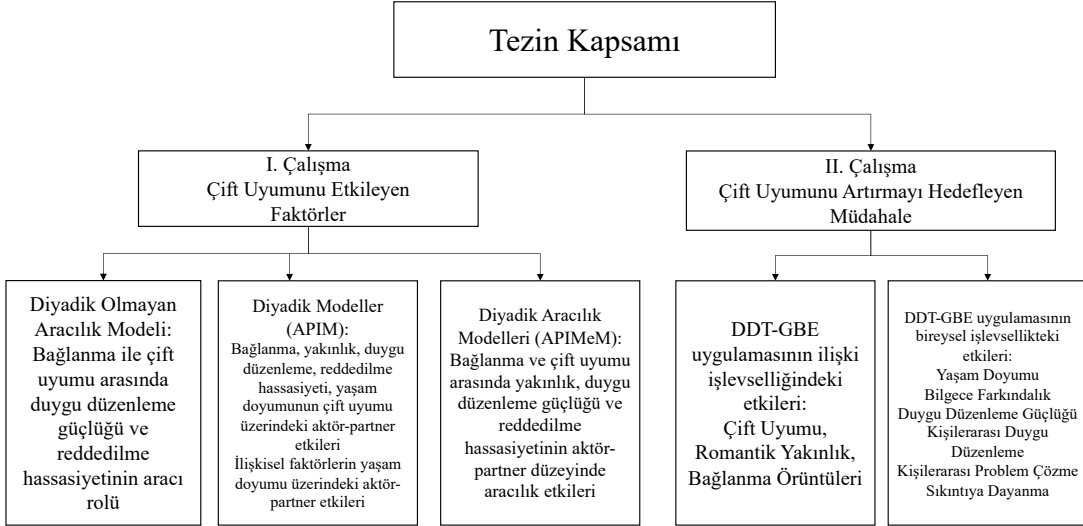 Tezin Kapsamı
I. Çalışma
Çift Uyumunu Etkileyen
Faktörler
II. Çalışma
Çift Uyumunu Artırmayı Hedefleyen
Müdahale
Diyadik Olmayan
Aracılık Modeli:
Bağlanma ile çift
uyumu arasında
duygu düzenleme
güçlüğü ve
reddedilme
hassasiyetinin aracı
rolü
Diyadik Modeller
(APIM):
Bağlanma, yakınlık, duygu
düzenleme, reddedilme
hassasiyeti, yaşam
doyumunun çift uyumu
üzerindeki aktör-partner
etkileri
İlişkisel faktörlerin yaşam
doyumu üzerindeki aktör-
partner etkileri
Diyadik Aracılık
Modelleri (APIMeM):
Bağlanma ve çift uyumu
arasında yakınlık, duygu
düzenleme güçlüğü ve
reddedilme
hassasiyetinin aktör-
partner düzeyinde
aracılık etkileri
DDT-GBE
uygulamasının ilişki
işlevselliğindeki
etkileri:
Çift Uyumu,
Romantik Yakınlık,
Bağlanma Örüntüleri
DDT-GBE uygulamasının
bireysel işlevsellikteki
etkileri:
Yaşam Doyumu
Bilgece Farkındalık
Duygu Düzenleme Güçlüğü
Kişilerarası Duygu
Düzenleme
Kişilerarası Problem Çözme
Sıkıntıya Dayanma